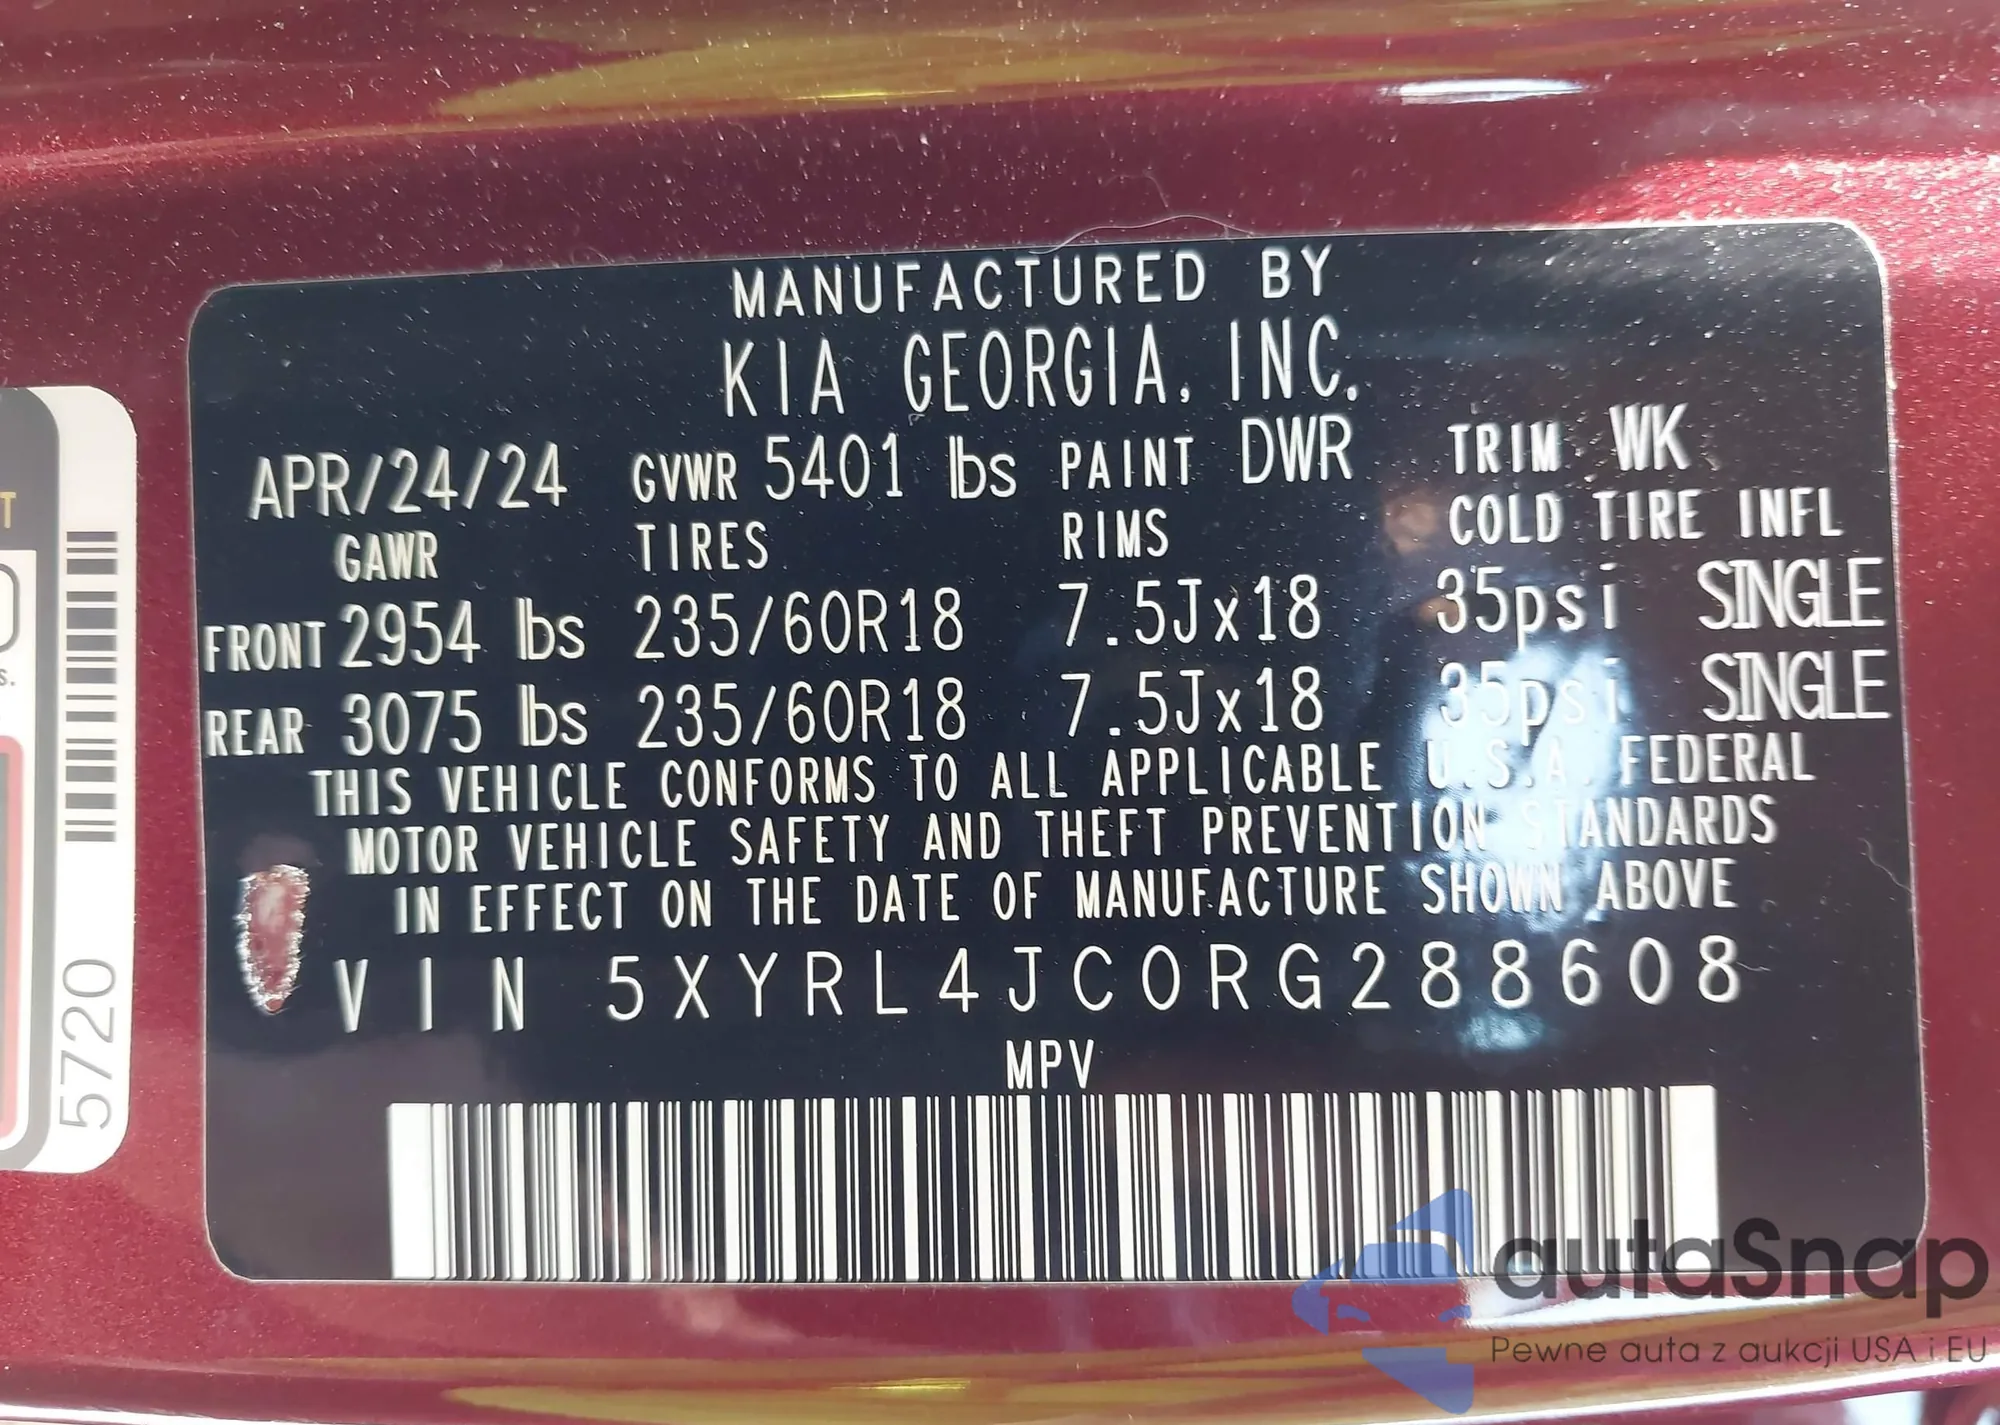 MANUFACTURED BY
KIA GEORGIA, INC.
APR/24/24 GVWR 5401 lbs PAINT DWR TRIM WK
GAWR TIRES RIMS COLD TIRE INFL
FRONT 2954 lbs 235/60R18 7.5Jx18 35psi SINGLE
REAR 3075 lbs 235/60R18 7.5Jx18 35psi SINGLE
THIS VEHICLE CONFORMS TO ALL APPLICABLE U.S.A. FEDERAL
MOTOR VEHICLE SAFETY AND THEFT PREVENTION STANDARDS
IN EFFECT ON THE DATE OF MANUFACTURE SHOWN ABOVE
VIN 5XYRL4JC0RG288608
MPV
5720
autaSnap
Pewne auta z aukcji USA i EU